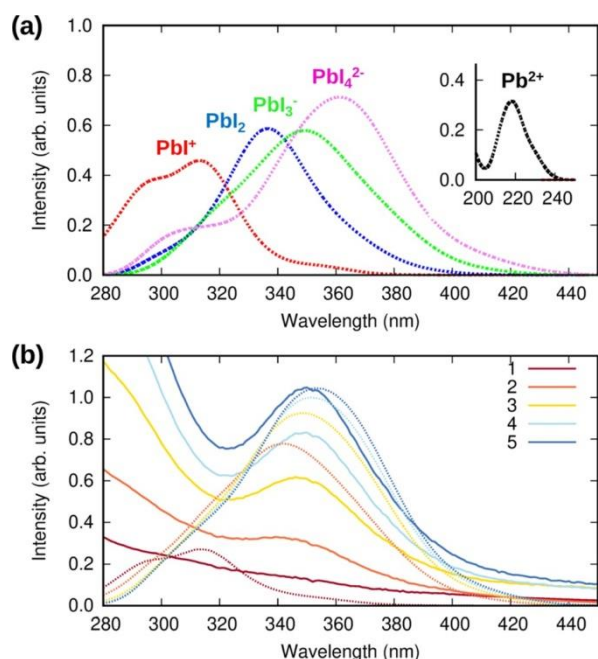 (a)
1.0
0.8
0.6
0.4
0.2
0.0
Intensity (arb. units)
PbI⁺
PbI₂
PbI₃⁻
PbI₄²⁻
Pb²⁺
0.4
0.2
0.0
200 220 240
280 300 320 340 360 380 400 420 440
Wavelength (nm)
(b)
1.2
1.0
0.8
0.6
0.4
0.2
0.0
Intensity (arb. units)
1
2
3
4
5
280 300 320 340 360 380 400 420 440
Wavelength (nm)